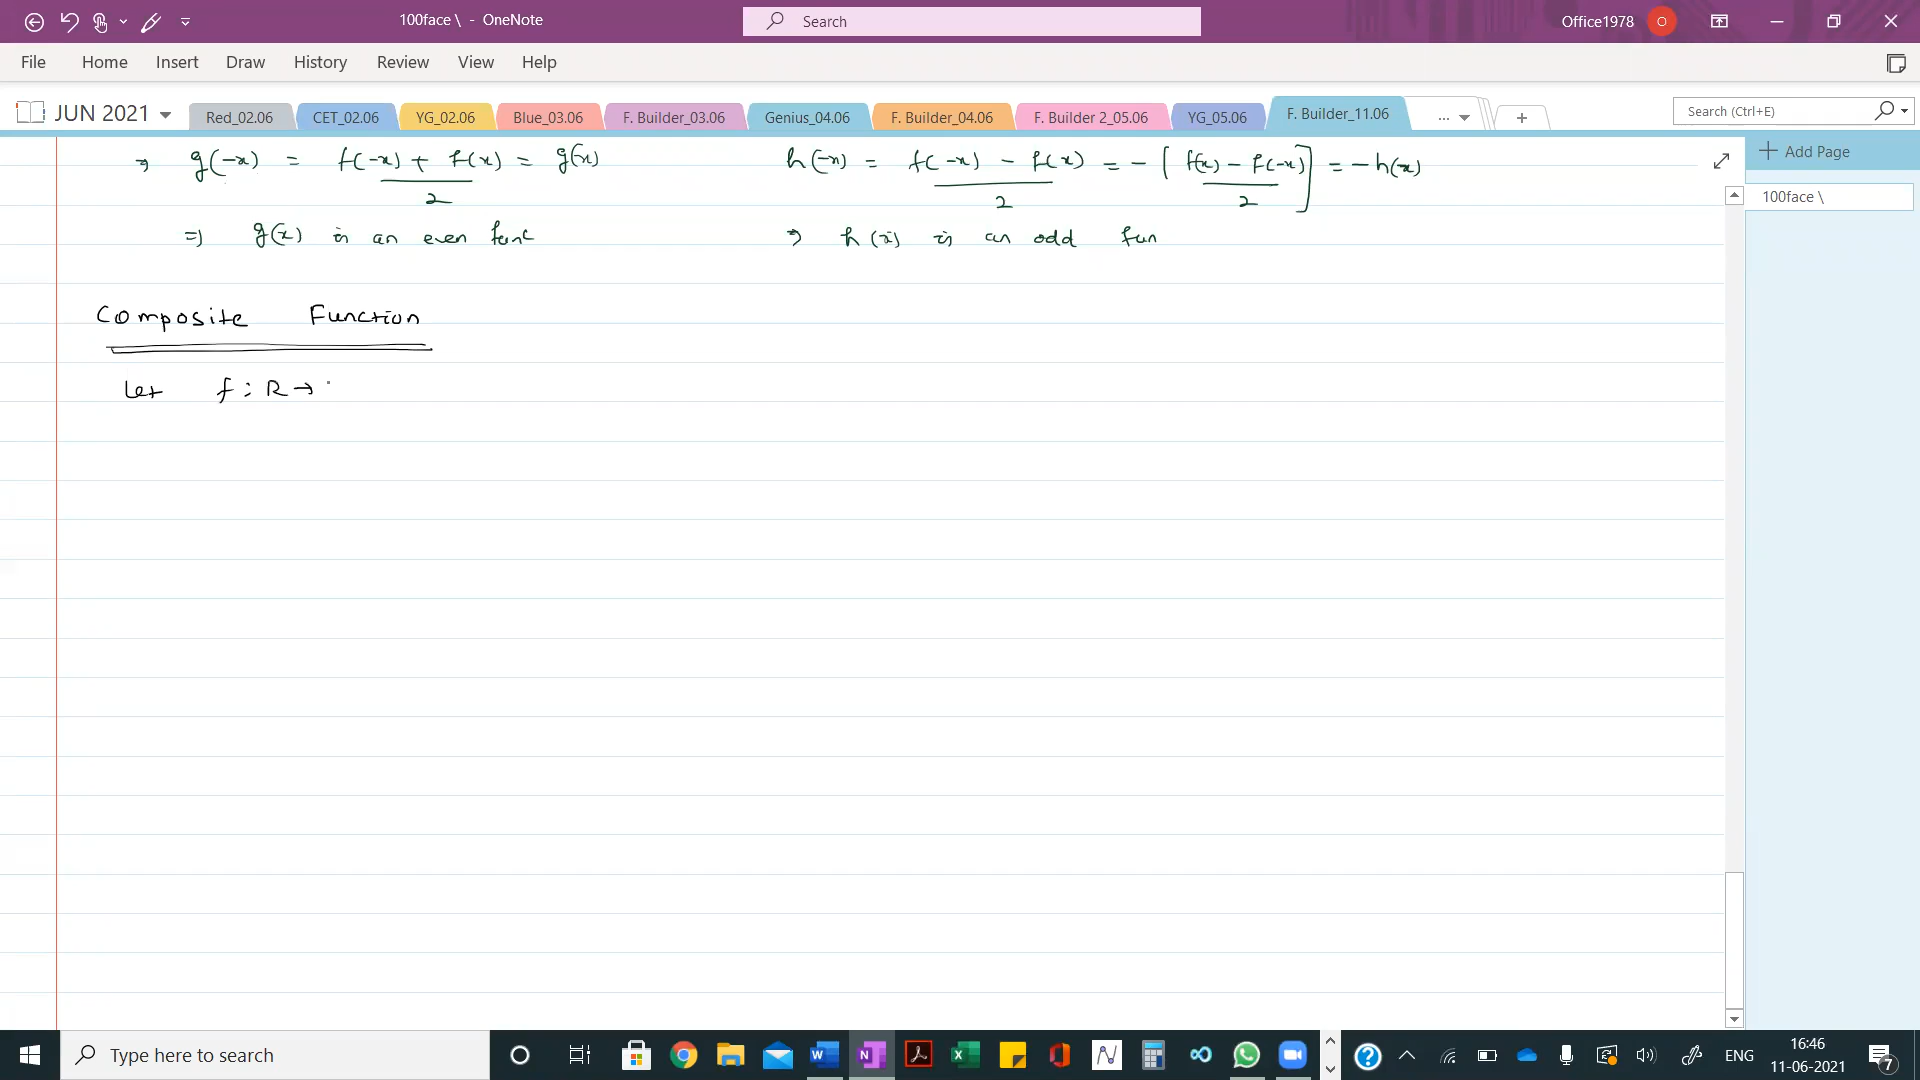 100face \ - OneNote
Search
Office1978 O
File Home Insert Draw History Review View Help
JUN 2021
Red_02.06 CET_02.06 YG_02.06 Blue_03.06 F. Builder_03.06 Genius_04.06 F. Builder_04.06 F. Builder 2_05.06 YG_05.06 F. Builder_11.06 ... +
Search (Ctrl+E)
Add Page
100face \
⇒ g(-x) = f(-x) + f(x) / 2 = g(x)
h(-x) = f(-x) - f(x) / 2 = - [ f(x) - f(-x) / 2 ] = - h(x)
⇒ g(x) is an even func
⇒ h(x) is an odd fun
Composite Function
Let f : R →
Type here to search
ENG
16:46
11-06-2021
7